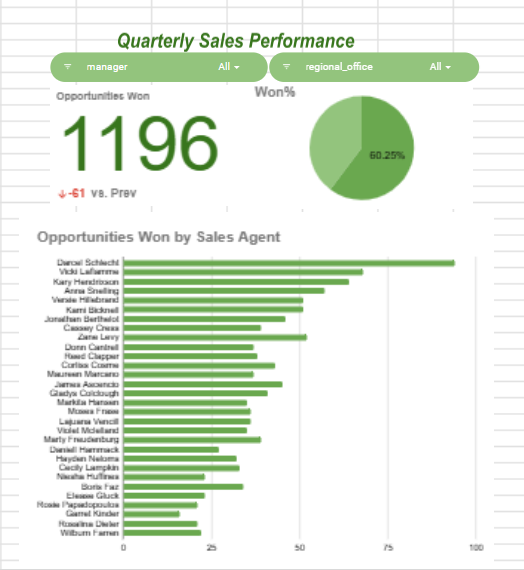 Quarterly Sales Performance
manager All regional_office All
Opportunities Won
Won%
1196
60.25%
-61 vs. Prev
Opportunities Won by Sales Agent
Darcel Schlecht
Vicki Laflamme
Kary Hendrixson
Anna Snelling
Versie Hillebrand
Kami Bicknell
Jonathan Berthelot
Cassey Cress
Zane Levy
Donn Cantrell
Reed Clapper
Corliss Cosme
Maureen Marcano
James Ascencio
Gladys Colclough
Markita Hansen
Moses Frase
Lajuana Vencill
Violet Mclelland
Marty Freudenburg
Daniell Hammack
Hayden Neloms
Cecily Lampkin
Niesha Huffines
Boris Faz
Elease Gluck
Rosie Papadopoulos
Garret Kinder
Rosalina Dieter
Wilburn Farren
0 25 50 75 100